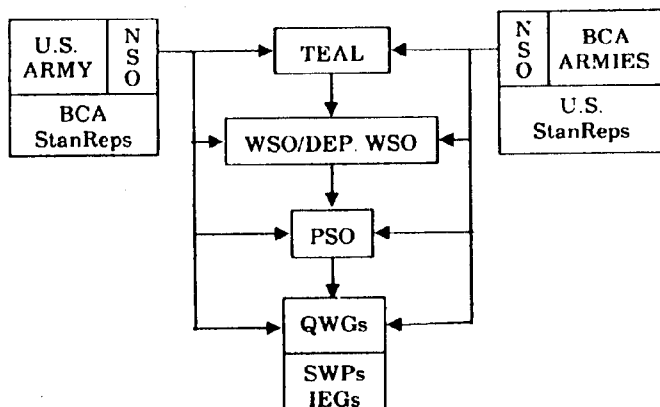 U.S.
ARMY
N
S
O
BCA
StanReps
TEAL
WSO/DEP. WSO
PSO
QWGs
SWPs
IEGs
N
S
O
BCA
ARMIES
U.S.
StanReps